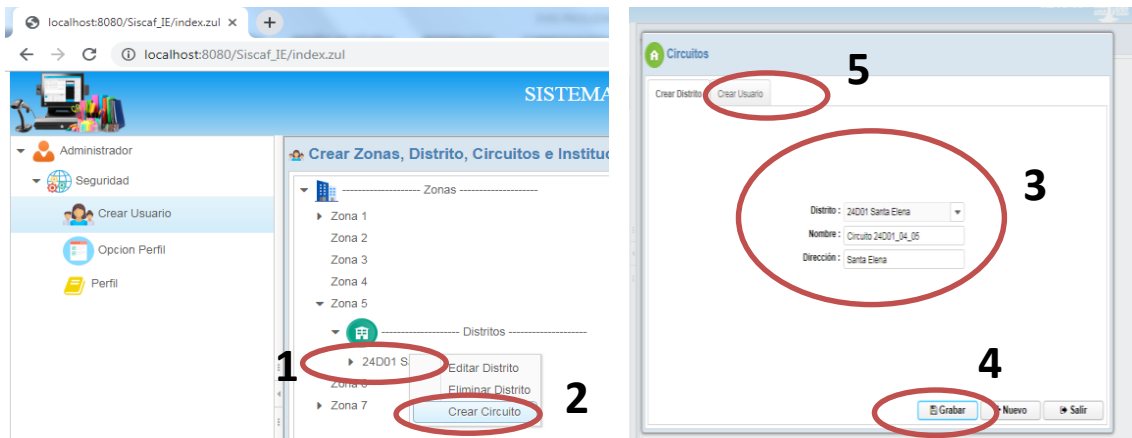 localhost:8080/Siscaf_IE/index.zul
localhost:8080/Siscaf_IE/index.zul
SISTEMA
Administrador
Seguridad
Crear Usuario
Opcion Perfil
Perfil
Crear Zonas, Distrito, Circuitos e Instituc
-------------------- Zonas --------------------
Zona 1
Zona 2
Zona 3
Zona 4
Zona 5
-------------------- Distritos --------------------
1
24D01 S
Editar Distrito
Zona 6
Eliminar Distrito
2
Crear Circuito
Zona 7
Circuitos
5
Crear Distrito
Crear Usuario
3
Distrito : 24D01 Santa Elena
Nombre : Circuito 24D01_04_05
Dirección : Santa Elena
4
Grabar
Nuevo
Salir